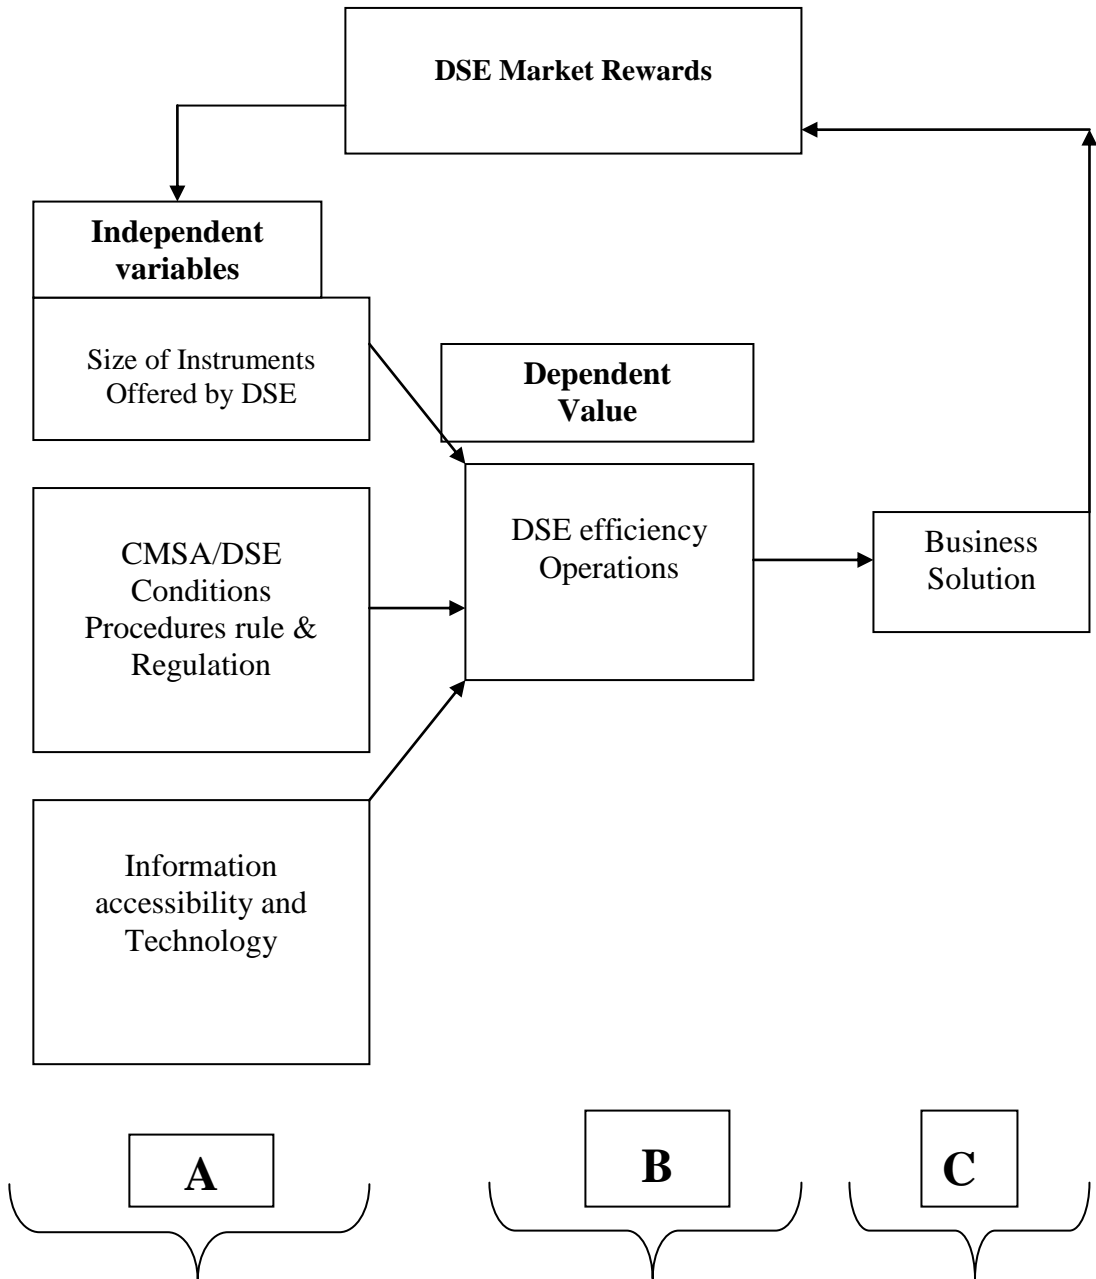 DSE Market Rewards
Independent
variables
Size of Instruments
Offered by DSE
Dependent
Value
DSE efficiency
Operations
Business
Solution
CMSA/DSE
Conditions
Procedures rule &
Regulation
Information
accessibility and
Technology
A
B
C